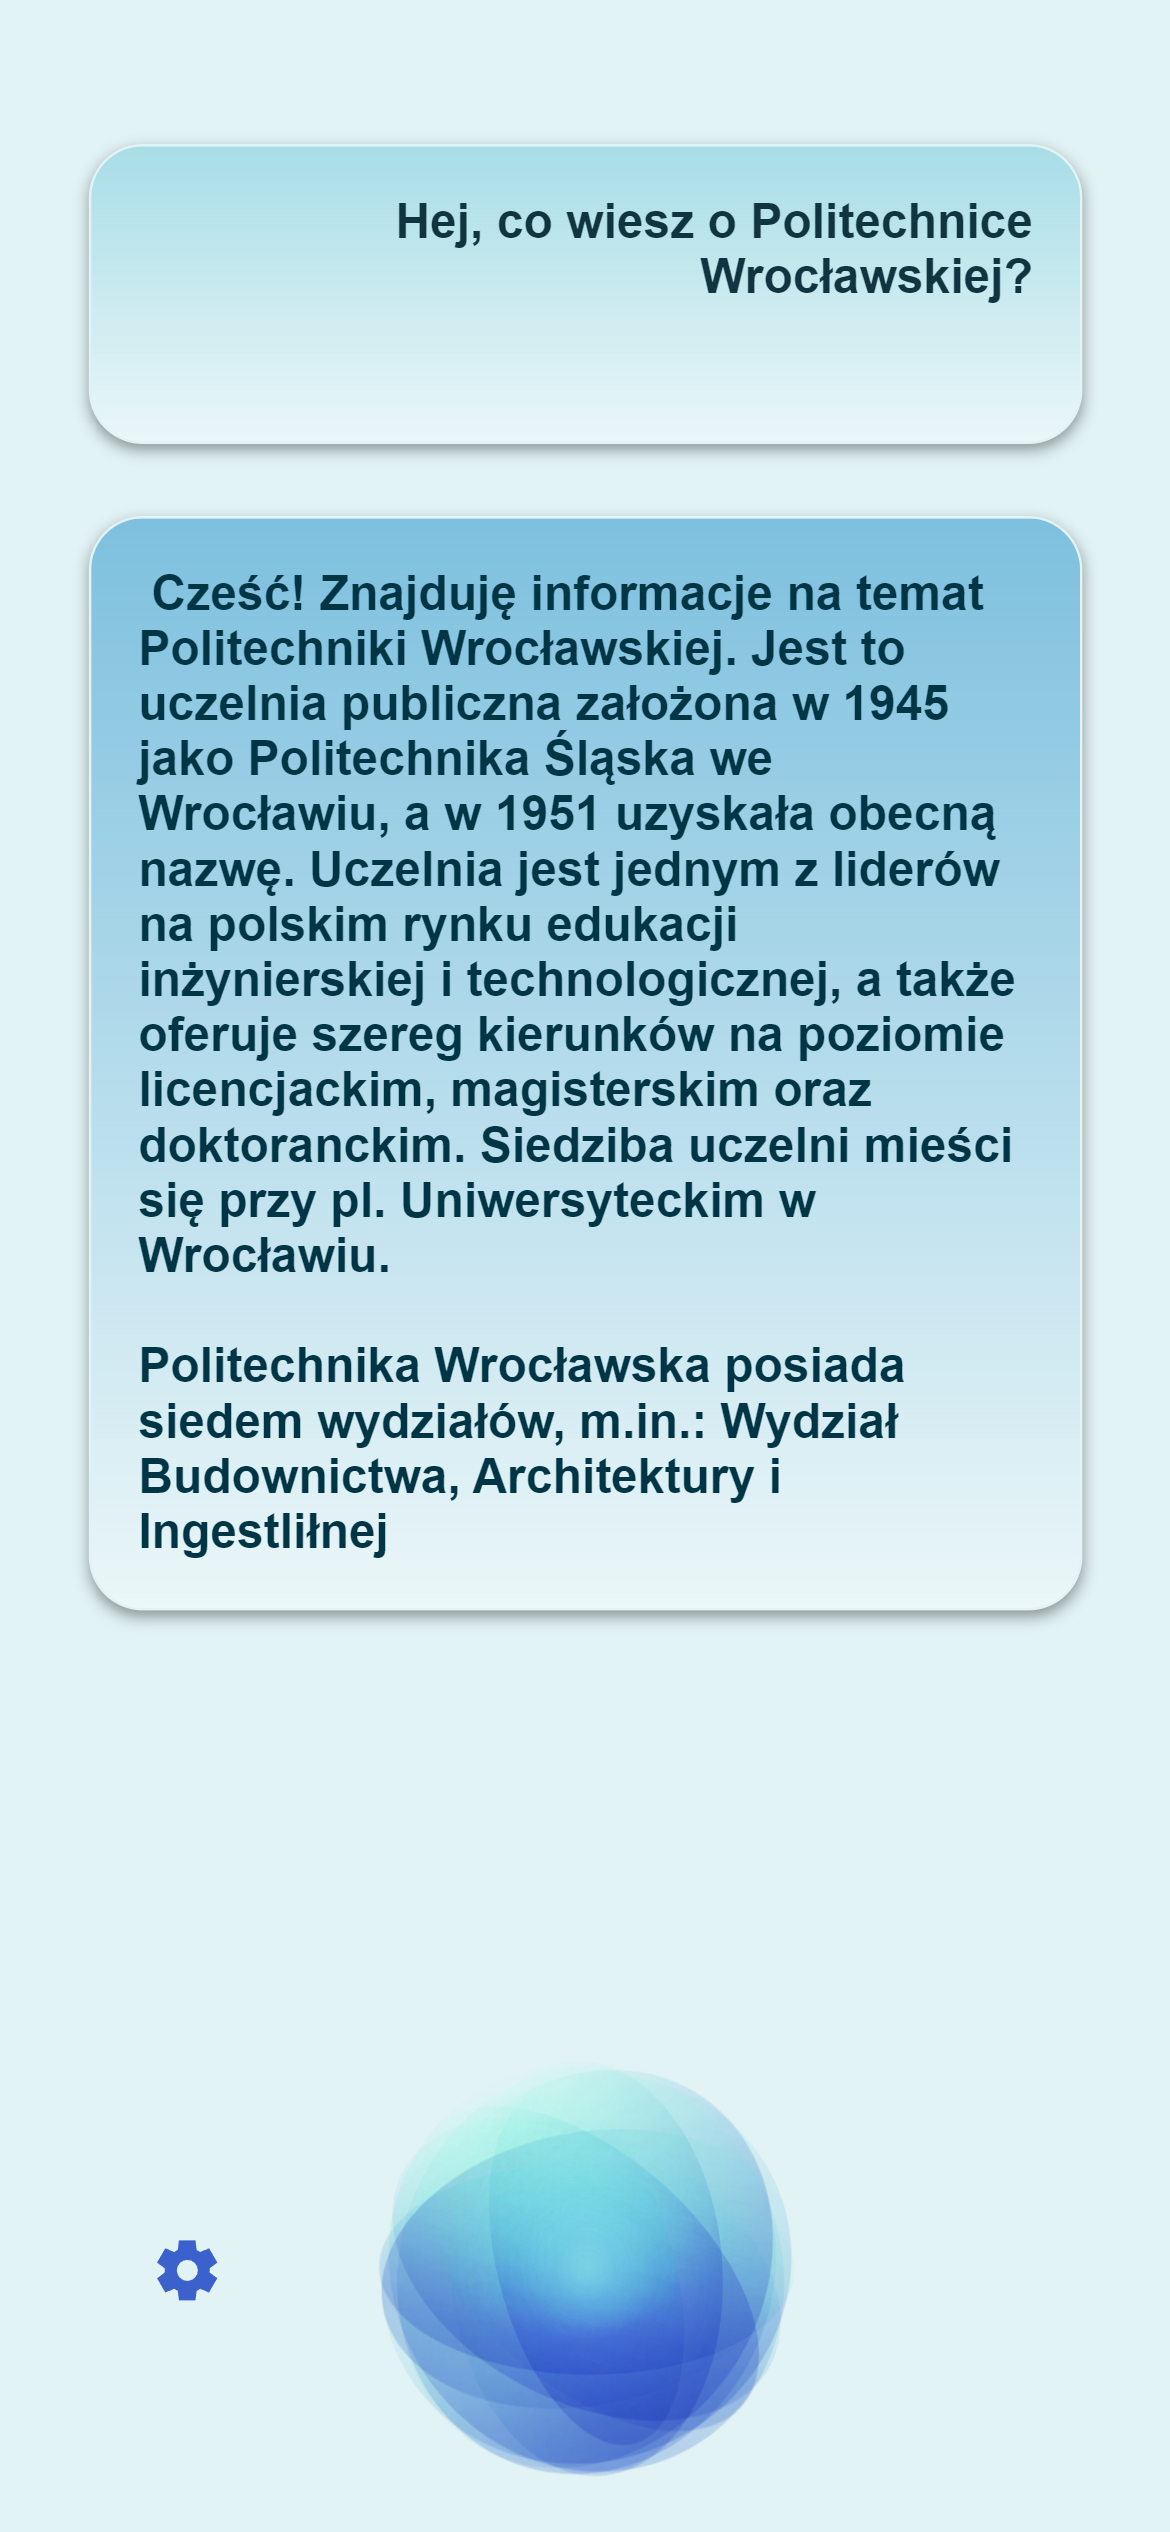 Hej, co wiesz o Politechnice
Wrocławskiej?
Cześć! Znajduję informacje na temat
Politechniki Wrocławskiej. Jest to
uczelnia publiczna założona w 1945
jako Politechnika Śląska we
Wrocławiu, a w 1951 uzyskała obecną
nazwę. Uczelnia jest jednym z liderów
na polskim rynku edukacji
inżynierskiej i technologicznej, a także
oferuje szereg kierunków na poziomie
licencjackim, magisterskim oraz
doktoranckim. Siedziba uczelni mieści
się przy pl. Uniwersyteckim w
Wrocławiu.
Politechnika Wrocławska posiada
siedem wydziałów, m.in.: Wydział
Budownictwa, Architektury i
Ingestliłnej